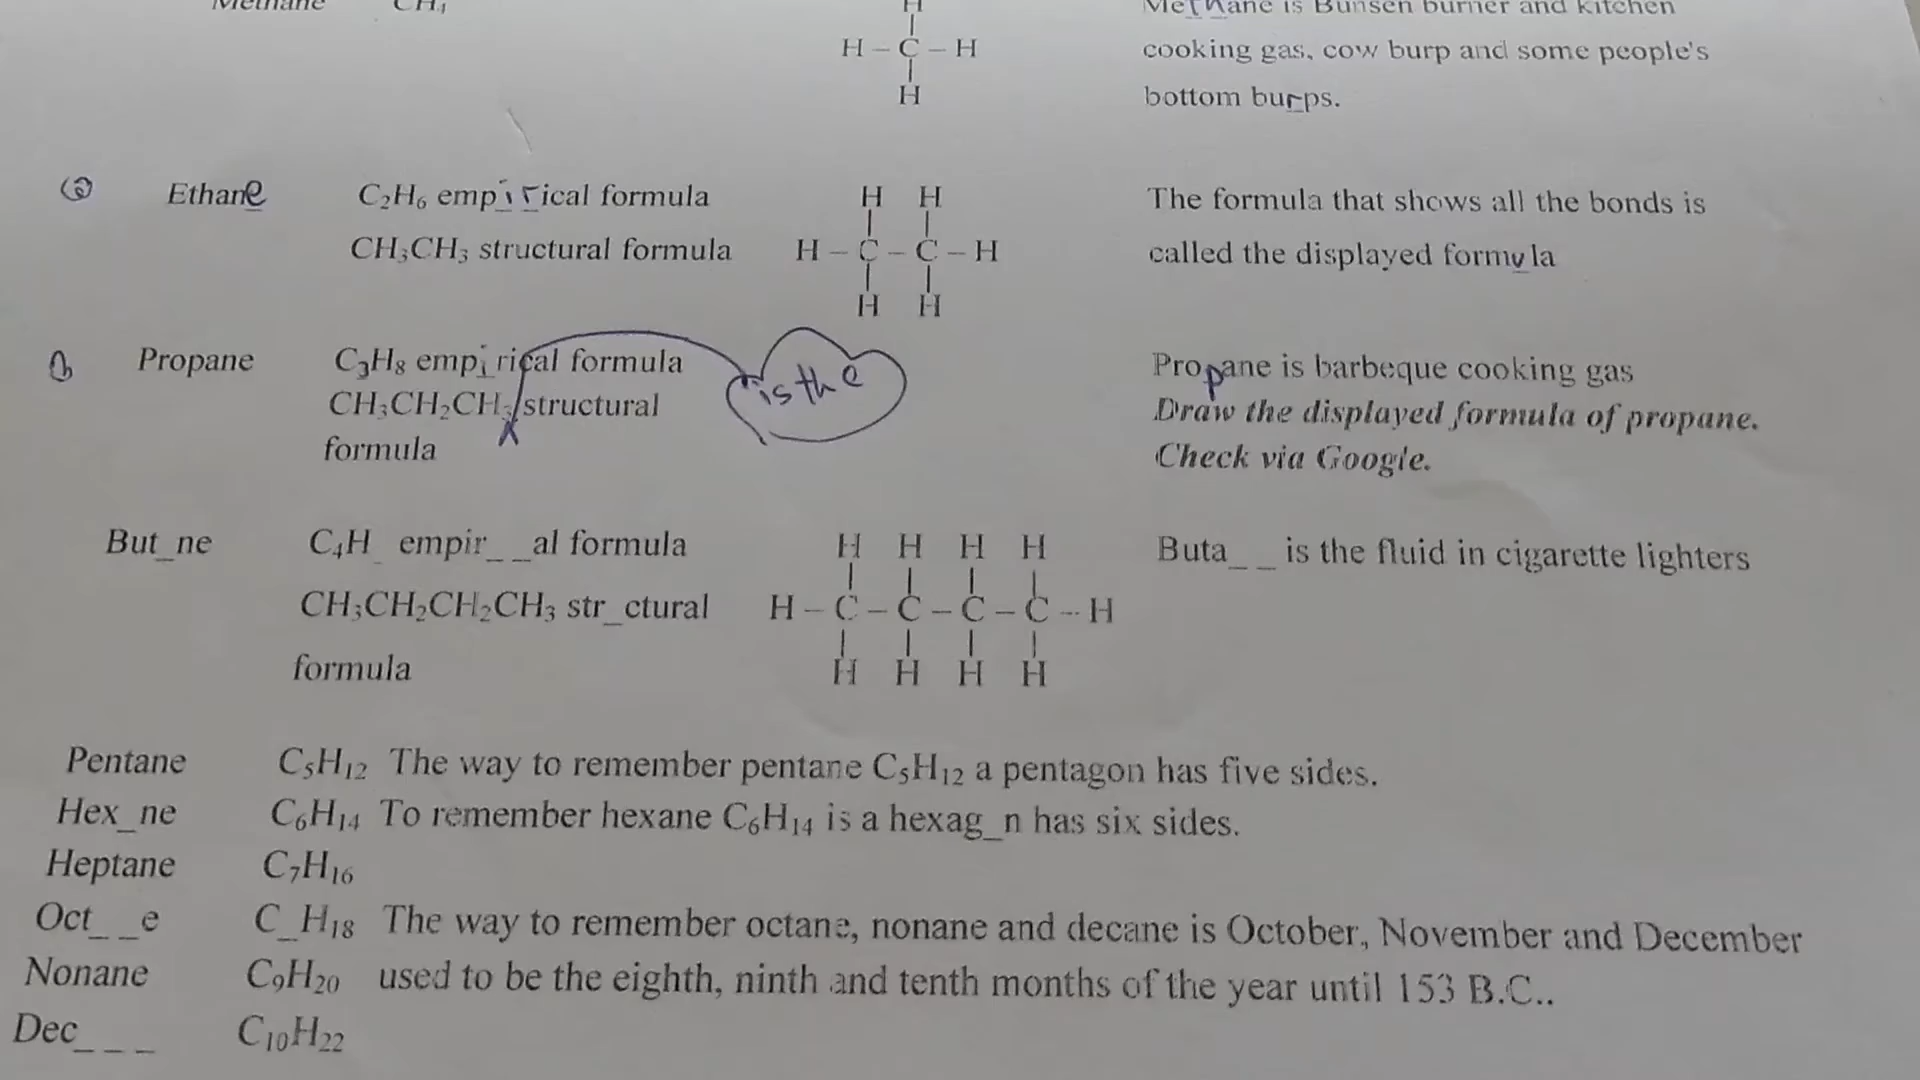 Methane CH₄ H Methane is Bunsen burner and kitchen
H – C – H cooking gas, cow burp and some people's
H bottom burps.
Ethane C₂H₆ empirical formula H H The formula that shows all the bonds is
CH₃CH₃ structural formula H – C – C – H called the displayed formula
H H
Propane C₃H₈ empirical formula Propane is barbeque cooking gas
is the
CH₃CH₂CH₃ structural Draw the displayed formula of propane.
formula Check via Google.
But_ne C₄H_ empir_ _al formula H H H H Buta_ _ is the fluid in cigarette lighters
CH₃CH₂CH₂CH₃ str_ctural H – C – C – C – C – H
formula H H H H
Pentane C₅H₁₂ The way to remember pentane C₅H₁₂ a pentagon has five sides.
Hex_ne C₆H₁₄ To remember hexane C₆H₁₄ is a hexag_n has six sides.
Heptane C₇H₁₆
Oct_ _e C_H₁₈ The way to remember octane, nonane and decane is October, November and December
Nonane C₉H₂₀ used to be the eighth, ninth and tenth months of the year until 153 B.C..
Dec_ _ _ C₁₀H₂₂